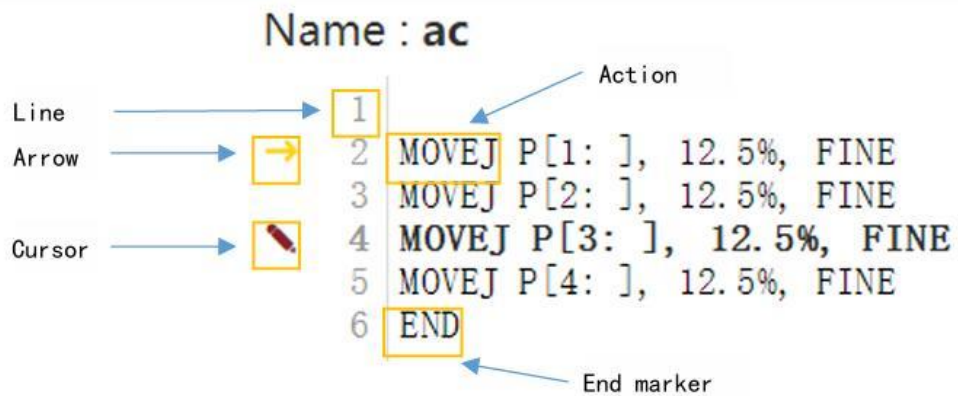 Name : ac
Action
Line
1
Arrow
2 MOVEJ P[1: ], 12.5%, FINE
3 MOVEJ P[2: ], 12.5%, FINE
Cursor
4 MOVEJ P[3: ], 12.5%, FINE
5 MOVEJ P[4: ], 12.5%, FINE
6 END
End marker